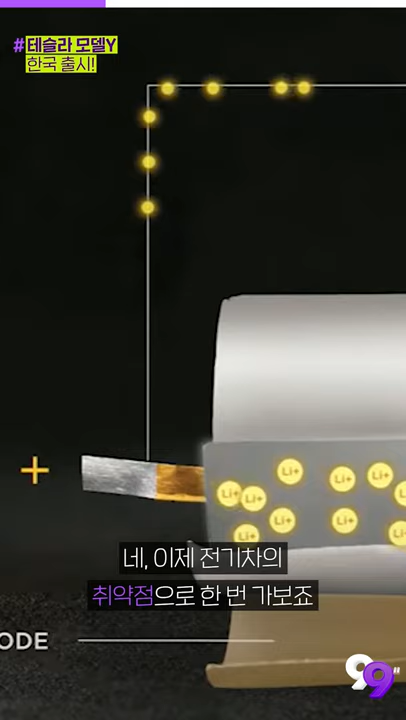 #테슬라 모델Y
한국 출시!
+
Li+
Li+ Li+
Li+ Li+
Li+ Li+
Li+
네, 이제 전기차의
취약점으로 한 번 가보죠
ODE
99"